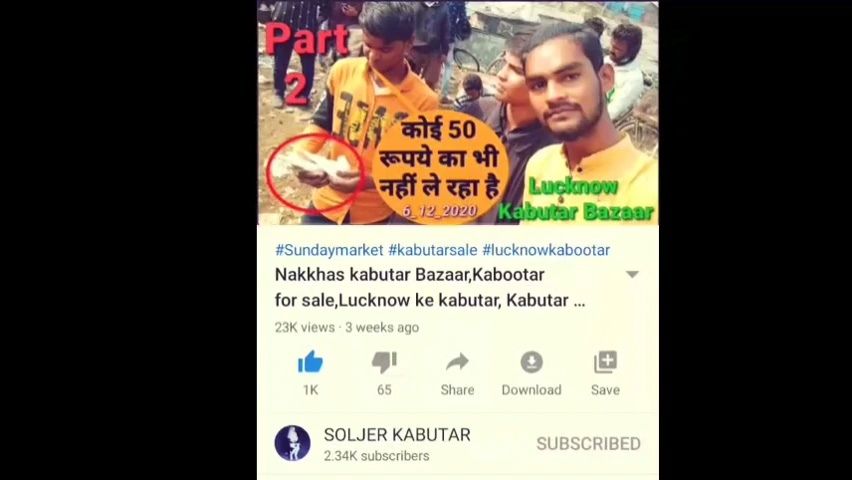 Part
2
कोई 50
रूपये का भी
नहीं ले रहा है
6_12_2020
Lucknow
Kabutar Bazaar
#Sundaymarket #kabutarsale #lucknowkabootar
Nakkhas kabutar Bazaar,Kabootar
for sale,Lucknow ke kabutar, Kabutar ...
23K views · 3 weeks ago
1K
65
Share
Download
Save
SOLJER KABUTAR
SUBSCRIBED
2.34K subscribers